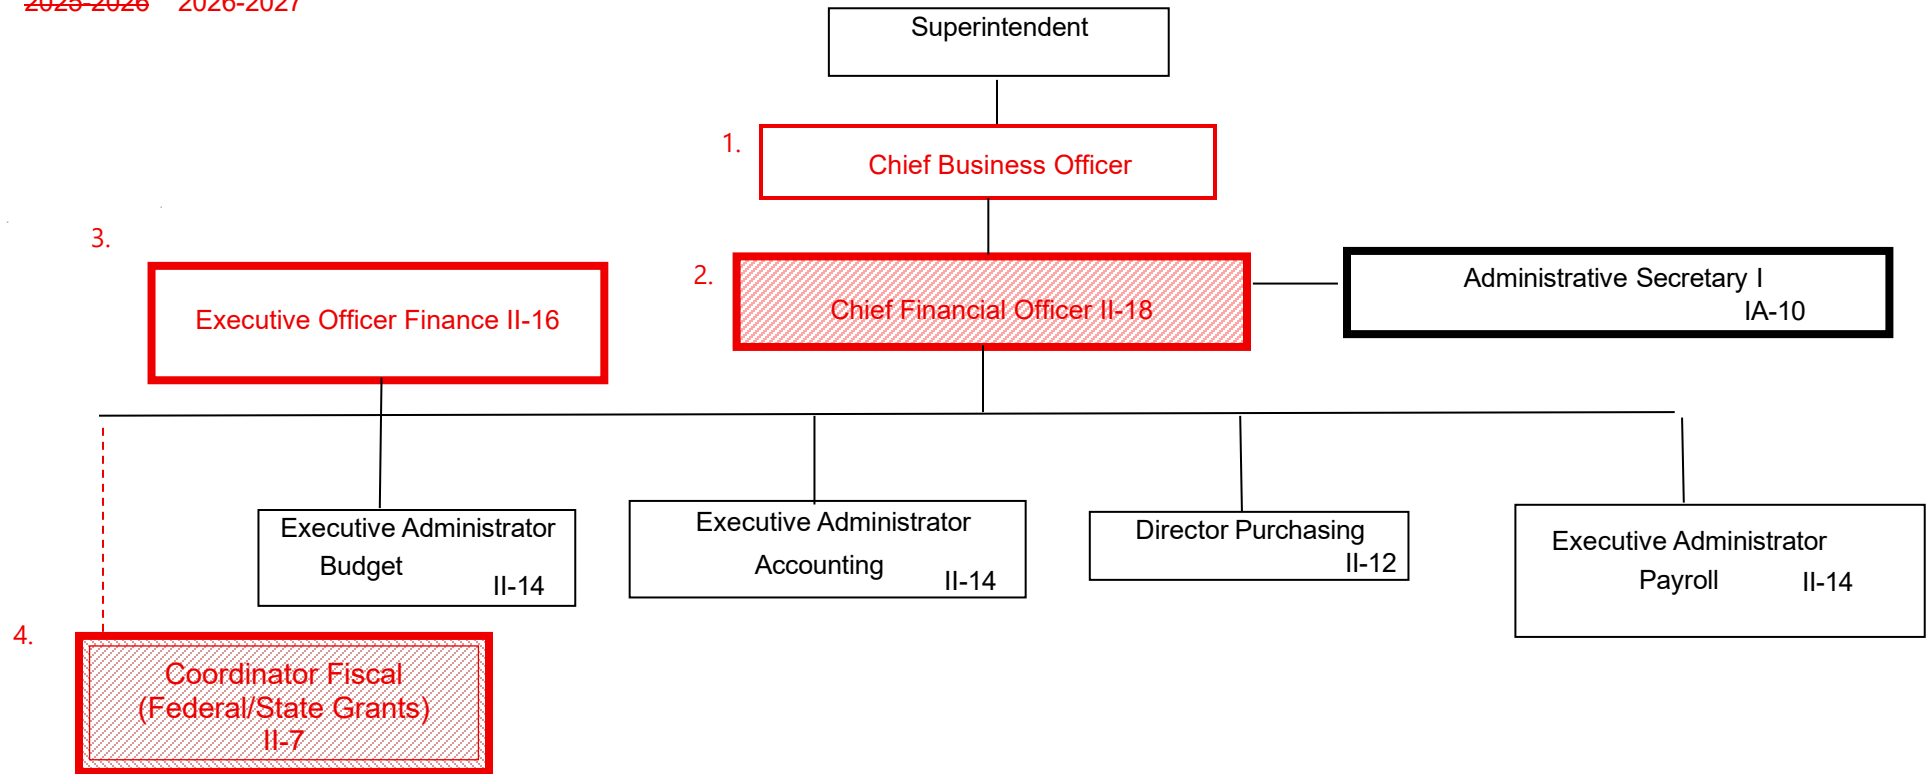 2025-2026 2026-2027
Superintendent
1.
Chief Business Officer
3.
Executive Officer Finance II-16
2.
Chief Financial Officer II-18
Administrative Secretary I
IA-10
Executive Administrator
Budget
II-14
Executive Administrator
Accounting
II-14
Director Purchasing
II-12
Executive Administrator
Payroll II-14
4.
Coordinator Fiscal
(Federal/State Grants)
II-7